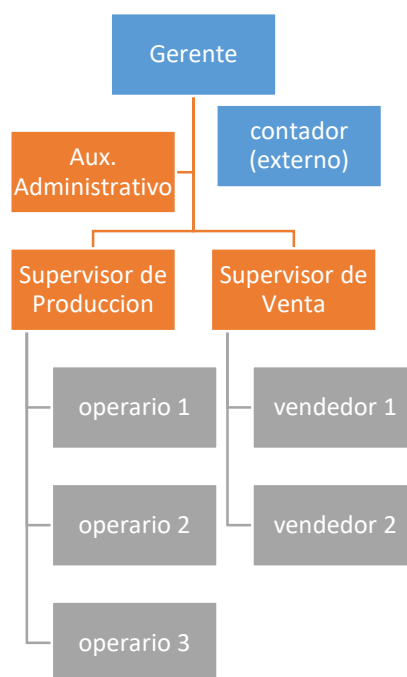 Gerente
contador
(externo)
Aux.
Administrativo
Supervisor de
Produccion
Supervisor de
Venta
operario 1
vendedor 1
operario 2
vendedor 2
operario 3